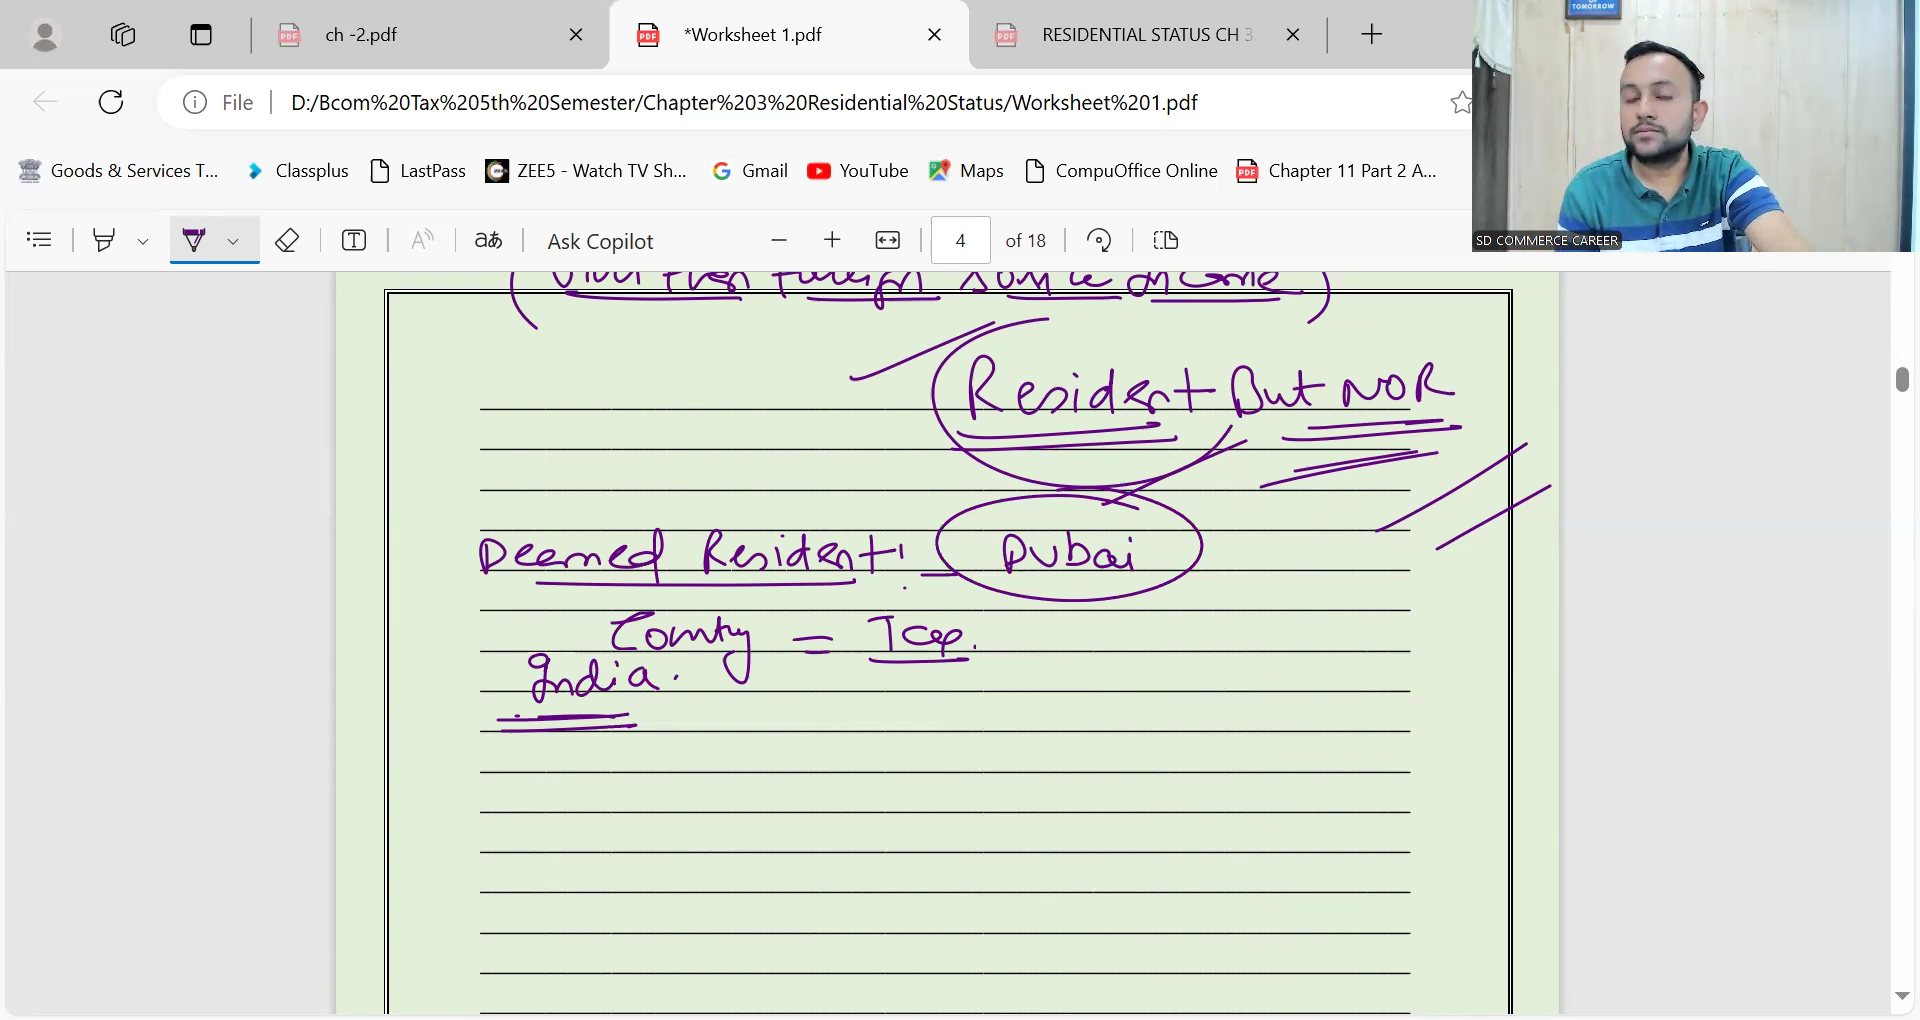 TOMORROW
ch -2.pdf
*Worksheet 1.pdf
RESIDENTIAL STATUS CH 3
File
D:/Bcom%20Tax%205th%20Semester/Chapter%203%20Residential%20Status/Worksheet%201.pdf
Goods & Services T...
Classplus
LastPass
ZEE5 - Watch TV Sh...
Gmail
YouTube
Maps
CompuOffice Online
Chapter 11 Part 2 A...
Ask Copilot
4
of 18
SD COMMERCE CAREER
Resident But NOR
Deemed Resident :- Dubai
Country =
India.